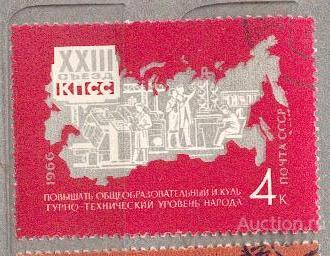 XXIII
СЪЕЗД
КПСС
1966
ПОВЫШАТЬ ОБЩЕОБРАЗОВАТЕЛЬНЫЙ И КУЛЬ
ТУРНО-ТЕХНИЧЕСКИЙ УРОВЕНЬ НАРОДА
4к
ПОЧТА СССР
Auction.ru